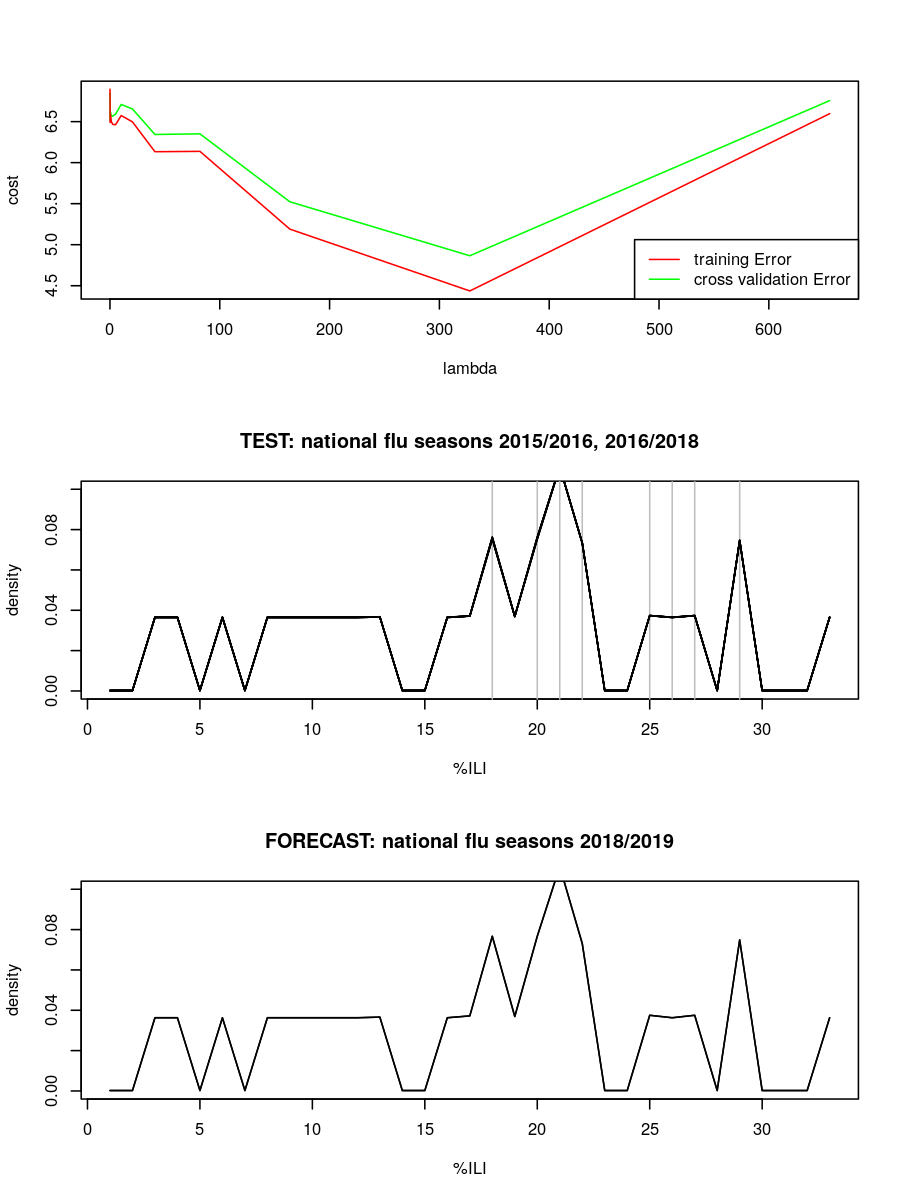 cost
4.5 5.0 5.5 6.0 6.5
training Error
cross validation Error
0 100 200 300 400 500 600
lambda
TEST: national flu seasons 2015/2016, 2016/2018
density
0.00 0.04 0.08
0 5 10 15 20 25 30
%ILI
FORECAST: national flu seasons 2018/2019
density
0.00 0.04 0.08
0 5 10 15 20 25 30
%ILI